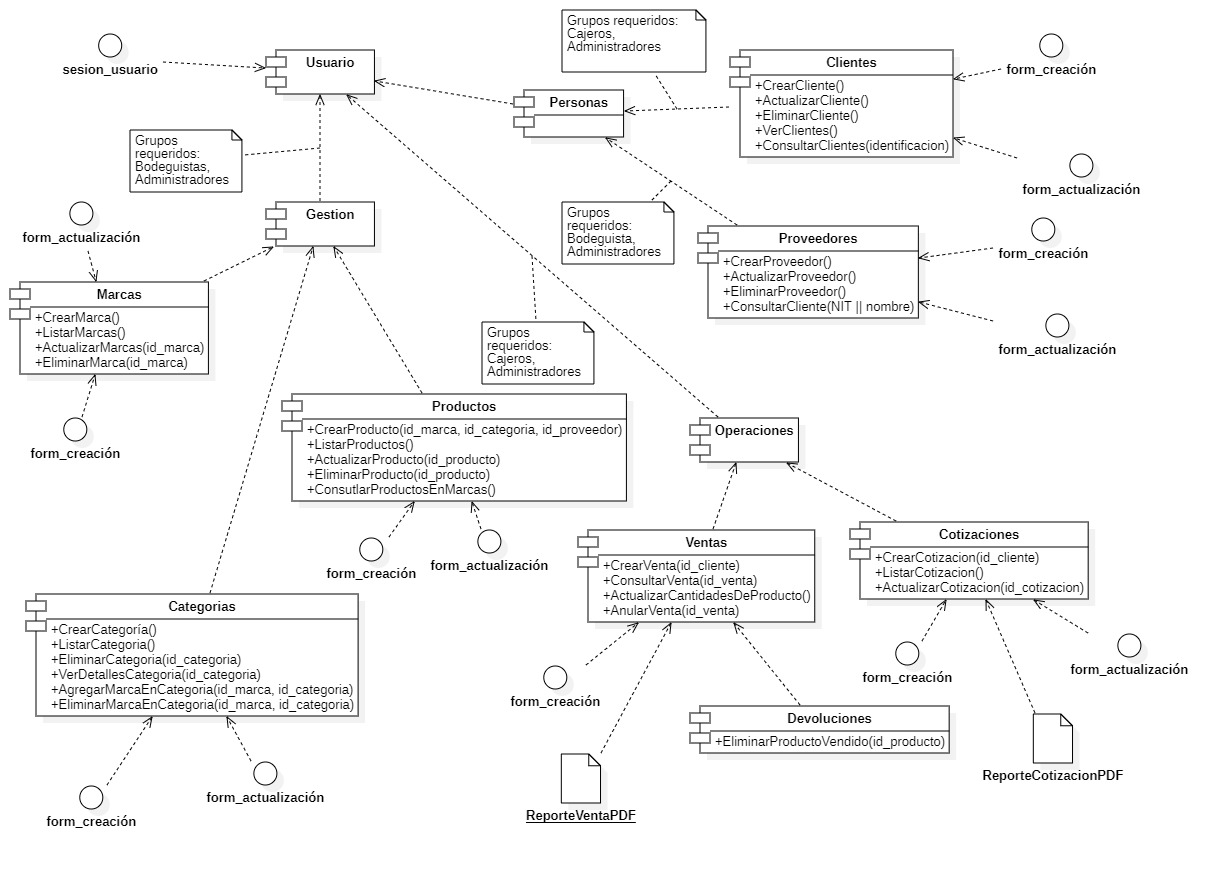 sesion_usuario
Usuario
Grupos requeridos:
Cajeros,
Administradores
Clientes
+CrearCliente()
+ActualizarCliente()
+EliminarCliente()
+VerClientes()
+ConsultarClientes(identificacion)
form_creación
form_actualización
Personas
Grupos
requeridos:
Bodeguistas,
Administradores
Gestion
Grupos
requeridos:
Bodeguista,
Administradores
Proveedores
+CrearProveedor()
+ActualizarProveedor()
+EliminarProveedor()
+ConsultarCliente(NIT || nombre)
form_creación
form_actualización
form_actualización
Marcas
+CrearMarca()
+ListarMarcas()
+ActualizarMarcas(id_marca)
+EliminarMarca(id_marca)
form_creación
Grupos
requeridos:
Cajeros,
Administradores
Productos
+CrearProducto(id_marca, id_categoria, id_proveedor)
+ListarProductos()
+ActualizarProducto(id_producto)
+EliminarProducto(id_producto)
+ConsutlarProductosEnMarcas()
form_creación
form_actualización
Operaciones
Ventas
+CrearVenta(id_cliente)
+ConsultarVenta(id_venta)
+ActualizarCantidadesDeProducto()
+AnularVenta(id_venta)
form_creación
Cotizaciones
+CrearCotizacion(id_cliente)
+ListarCotizacion()
+ActualizarCotizacion(id_cotizacion)
form_creación
form_actualización
Categorias
+CrearCategoría()
+ListarCategoria()
+EliminarCategoria(id_categoria)
+VerDetallesCategoria(id_categoria)
+AgregarMarcaEnCategoria(id_marca, id_categoria)
+EliminarMarcaEnCategoria(id_marca, id_categoria)
form_creación
form_actualización
Devoluciones
+EliminarProductoVendido(id_producto)
ReporteVentaPDF
ReporteCotizacionPDF